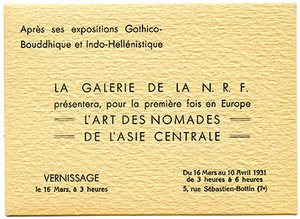 Après ses expositions Gothico-
Bouddhique et Indo-Hellénistique
LA GALERIE DE LA N. R. F.
présentera, pour la première fois en Europe
L'ART DES NOMADES
DE L'ASIE CENTRALE
VERNISSAGE
le 16 Mars, à 3 heures
Du 16 Mars au 10 Avril 1931
de 3 heures à 6 heures
5, rue Sébastien-Bottin (7e)